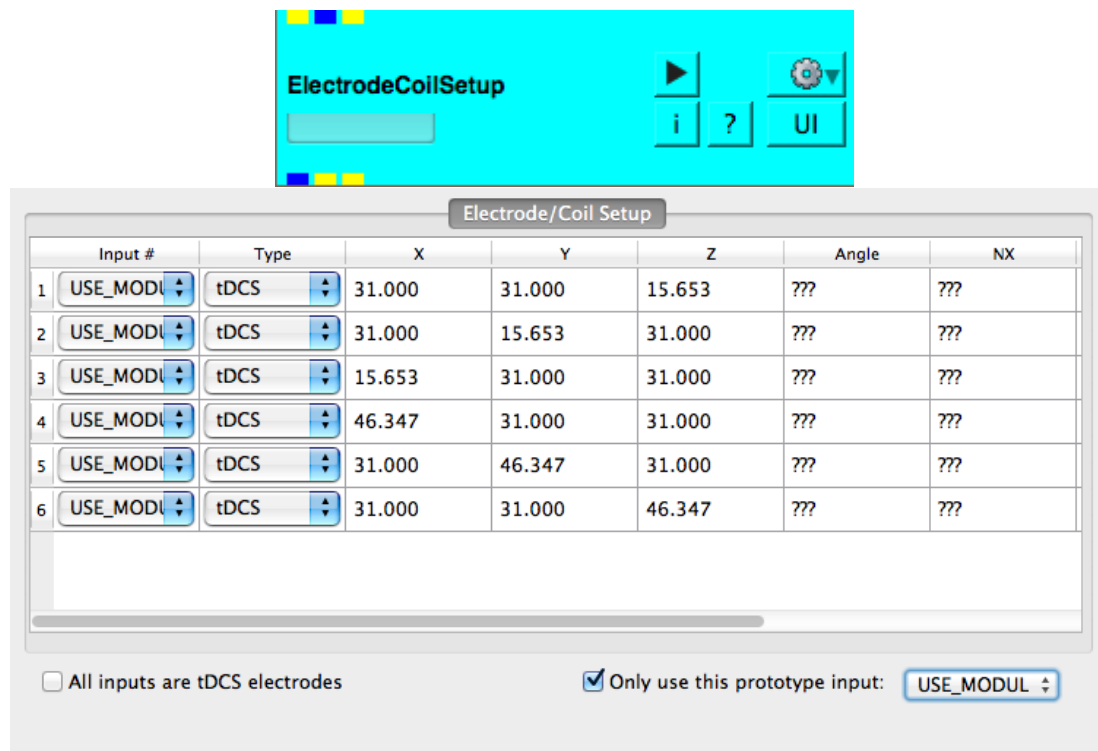 ElectrodeCoilSetup
i ? UI
Electrode/Coil Setup
Input # Type X Y Z Angle NX
1 USE_MODU tDCS 31.000 31.000 15.653 ??? ???
2 USE_MODU tDCS 31.000 15.653 31.000 ??? ???
3 USE_MODU tDCS 15.653 31.000 31.000 ??? ???
4 USE_MODU tDCS 46.347 31.000 31.000 ??? ???
5 USE_MODU tDCS 31.000 46.347 31.000 ??? ???
6 USE_MODU tDCS 31.000 31.000 46.347 ??? ???
All inputs are tDCS electrodes Only use this prototype input: USE_MODUL